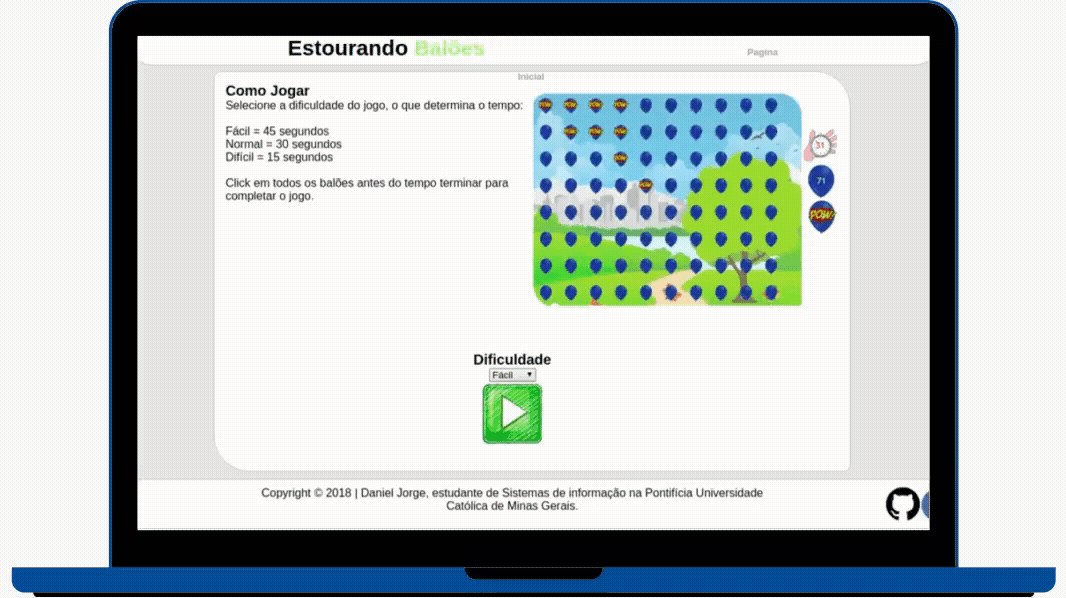 Estourando Balões
Pagina
Inicial
Como Jogar
Selecione a dificuldade do jogo, o que determina o tempo:
Fácil = 45 segundos
Normal = 30 segundos
Difícil = 15 segundos
Click em todos os balões antes do tempo terminar para
completar o jogo.
POW POW POW POW
POW POW POW
POW
POW
31
71
POW!
Dificuldade
Fácil
Copyright © 2018 | Daniel Jorge, estudante de Sistemas de informação na Pontifícia Universidade
Católica de Minas Gerais.